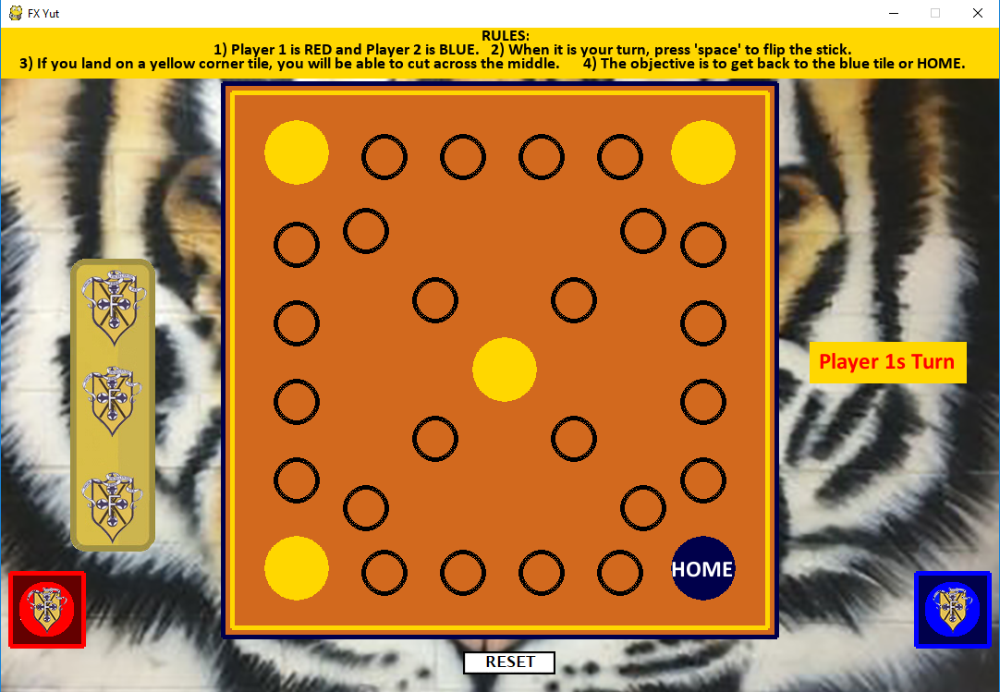 FX Yut
RULES:
1) Player 1 is RED and Player 2 is BLUE. 2) When it is your turn, press 'space' to flip the stick.
3) If you land on a yellow corner tile, you will be able to cut across the middle. 4) The objective is to get back to the blue tile or HOME.
Player 1s Turn
HOME
RESET